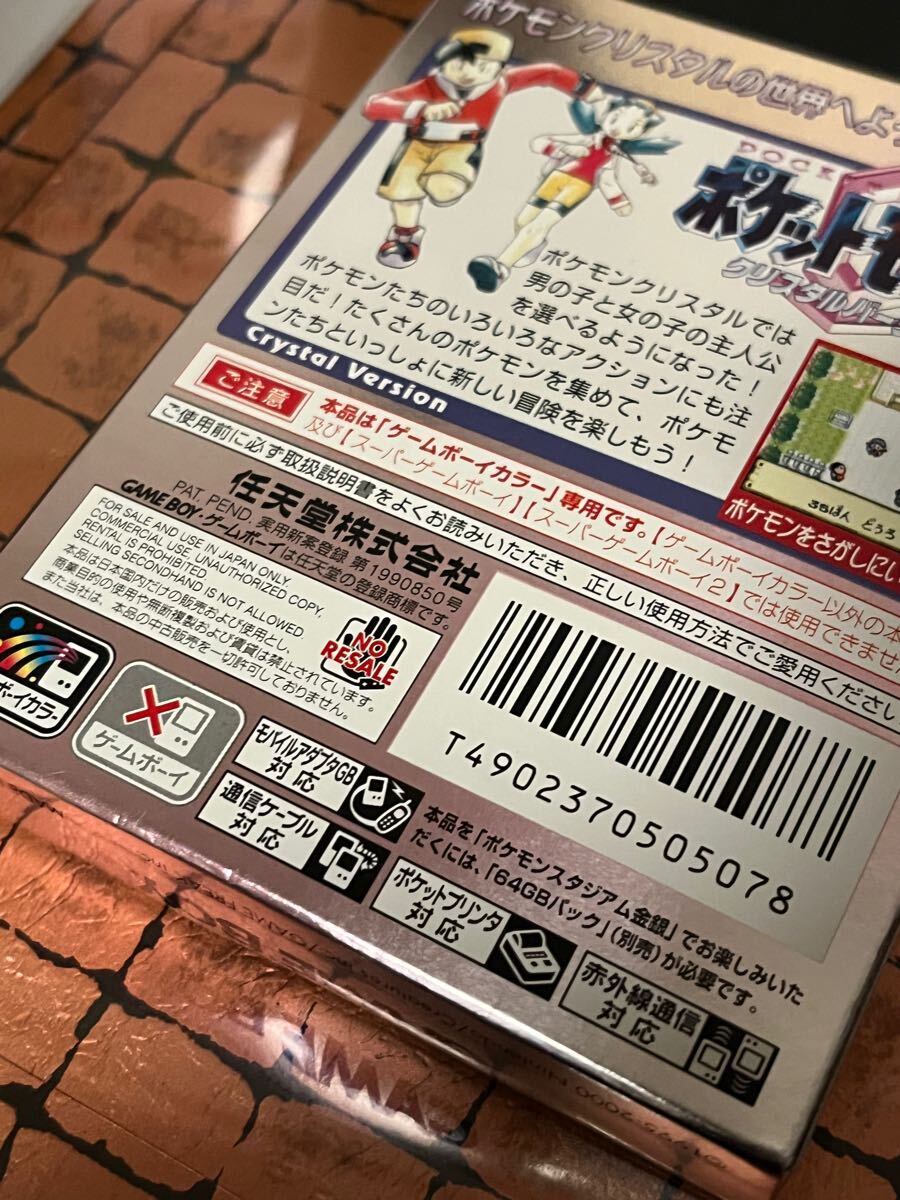 ポケモンクリスタルの世界へよう
POCK
ポケットモ
クリスタルバー
ポケモンクリスタルでは
男の子と女の子の主人公
を選べるようになった！
ポケモンたちのいろいろなアクションにも注
目だ！たくさんのポケモンを集めて、ポケモ
ンたちといっしょに新しい冒険を楽しもう！
Crystal Version
39ばん どうろ
ポケモンをさがしにい
ご注意
本品は「ゲームボーイカラー」専用です。【ゲームボーイカラー以外の本
及び【スーパーゲームボーイ】【スーパーゲームボーイ2】では使用できませ
ご使用前に必ず取扱説明書をよくお読みいただき、正しい使用方法でご愛用ください
任天堂株式会社
PAT. PEND. 実用新案登録 第1990850号
GAME BOY・ゲームボーイは任天堂の登録商標です。
FOR SALE AND USE IN JAPAN ONLY.
COMMERCIAL USE, UNAUTHORIZED COPY,
RENTAL IS PROHIBITED.
SELLING SECONDHAND IS NOT ALLOWED.
本品は日本国内だけの販売および使用とし、
商業目的の使用や無断複製および賃貸は禁止されています。
また当社は、本品の中古販売を一切許可しておりません。
NO RESALE
T4902370505078
ボーイカラー
ゲームボーイ
モバイルアダプタGB
対応
通信ケーブル
対応
ポケットプリンタ
対応
赤外線通信
対応
本品を「ポケモンスタジアム金銀」でお楽しみいた
だくには、「64GBパック」(別売)が必要です。